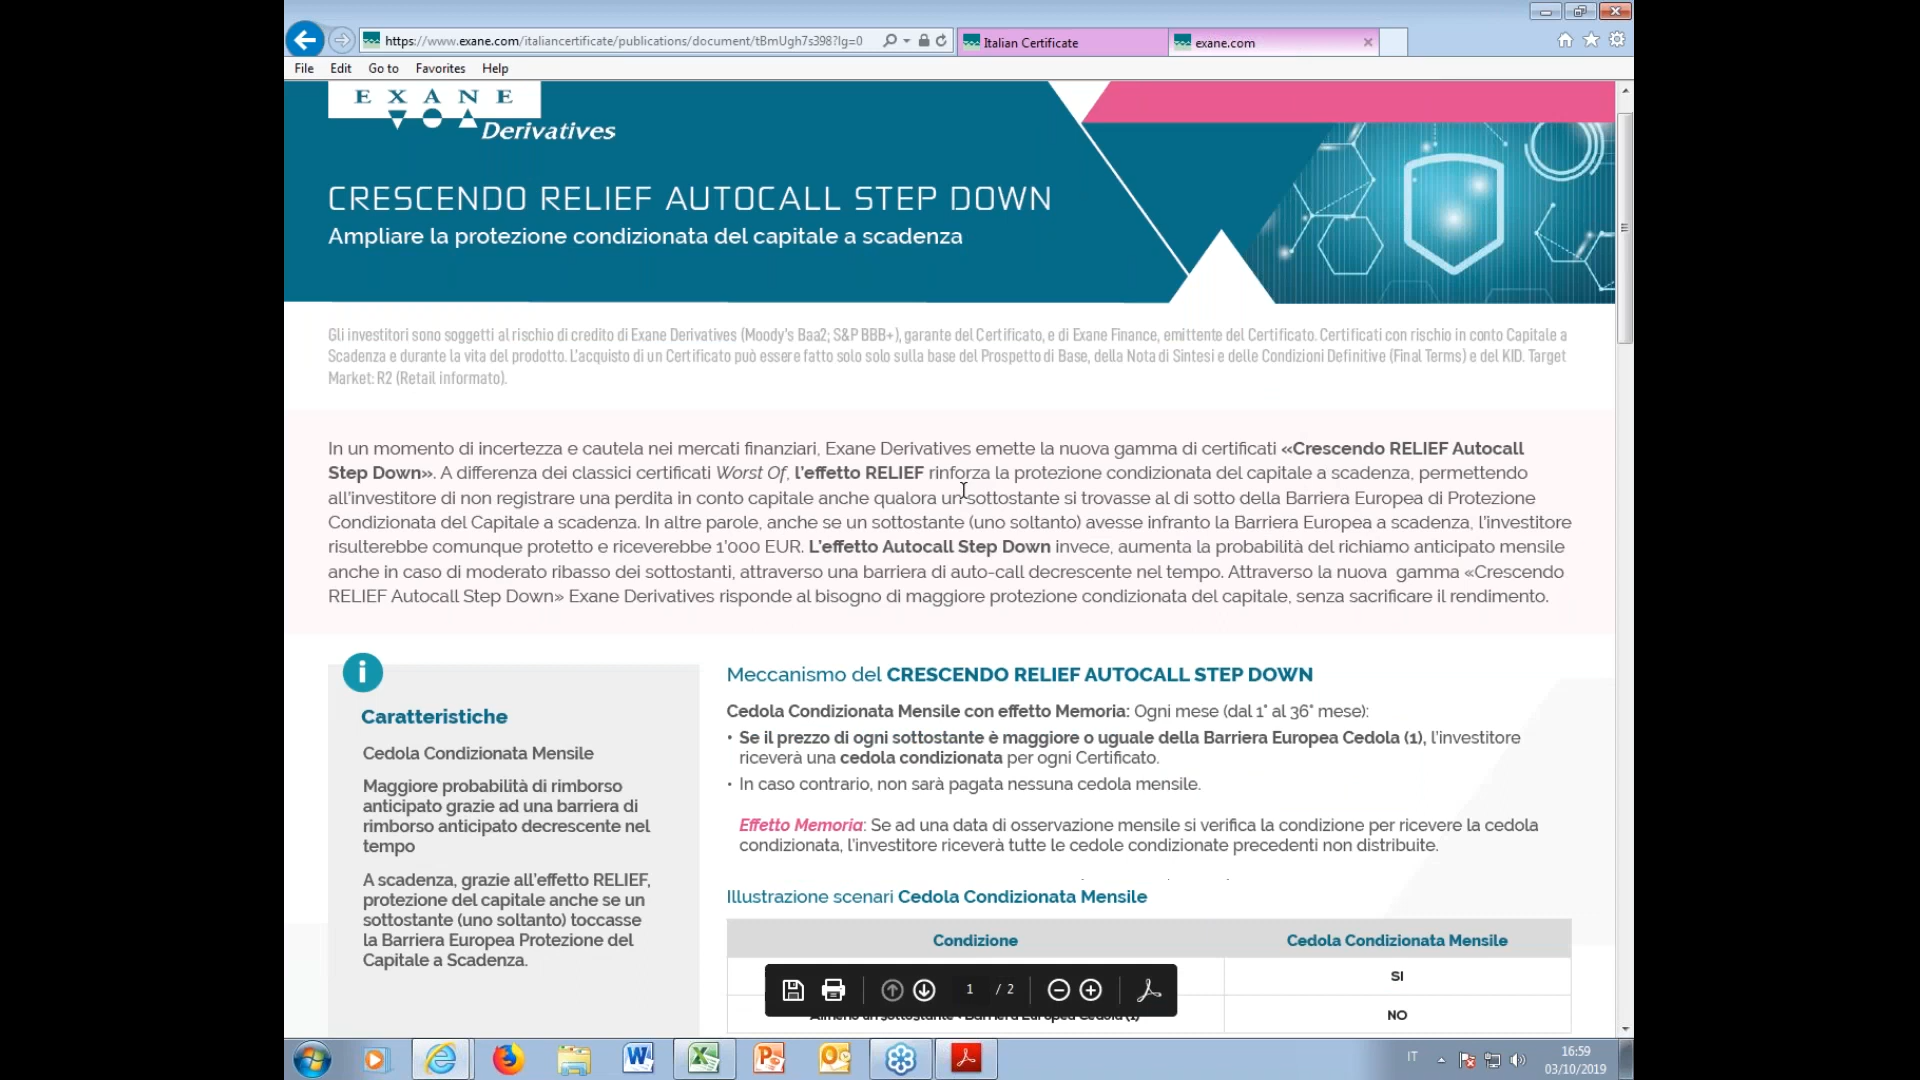 https://www.exane.com/italiancertificate/publications/document/tBmUgh7s398?lg=0
Italian Certificate
exane.com
File Edit Go to Favorites Help
EXANE
Derivatives
CRESCENDO RELIEF AUTOCALL STEP DOWN
Ampliare la protezione condizionata del capitale a scadenza
Gli investitori sono soggetti al rischio di credito di Exane Derivatives (Moody's Baa2; S&P BBB+), garante del Certificato, e di Exane Finance, emittente del Certificato. Certificati con rischio in conto Capitale a
Scadenza e durante la vita del prodotto. L'acquisto di un Certificato può essere fatto solo solo sulla base del Prospetto di Base, della Nota di Sintesi e delle Condizioni Definitive (Final Terms) e del KID. Target
Market: R2 (Retail informato).
In un momento di incertezza e cautela nei mercati finanziari, Exane Derivatives emette la nuova gamma di certificati «Crescendo RELIEF Autocall
Step Down». A differenza dei classici certificati Worst Of, l'effetto RELIEF rinforza la protezione condizionata del capitale a scadenza, permettendo
all'investitore di non registrare una perdita in conto capitale anche qualora un sottostante si trovasse al di sotto della Barriera Europea di Protezione
Condizionata del Capitale a scadenza. In altre parole, anche se un sottostante (uno soltanto) avesse infranto la Barriera Europea a scadenza, l'investitore
risulterebbe comunque protetto e riceverebbe 1'000 EUR. L'effetto Autocall Step Down invece, aumenta la probabilità del richiamo anticipato mensile
anche in caso di moderato ribasso dei sottostanti, attraverso una barriera di auto-call decrescente nel tempo. Attraverso la nuova gamma «Crescendo
RELIEF Autocall Step Down» Exane Derivatives risponde al bisogno di maggiore protezione condizionata del capitale, senza sacrificare il rendimento.
i
Caratteristiche
Cedola Condizionata Mensile
Maggiore probabilità di rimborso
anticipato grazie ad una barriera di
rimborso anticipato decrescente nel
tempo
A scadenza, grazie all'effetto RELIEF,
protezione del capitale anche se un
sottostante (uno soltanto) toccasse
la Barriera Europea Protezione del
Capitale a Scadenza.
Meccanismo del CRESCENDO RELIEF AUTOCALL STEP DOWN
Cedola Condizionata Mensile con effetto Memoria: Ogni mese (dal 1° al 36° mese):
• Se il prezzo di ogni sottostante è maggiore o uguale della Barriera Europea Cedola (1), l'investitore
riceverà una cedola condizionata per ogni Certificato.
• In caso contrario, non sarà pagata nessuna cedola mensile.
Effetto Memoria: Se ad una data di osservazione mensile si verifica la condizione per ricevere la cedola
condizionata, l'investitore riceverà tutte le cedole condizionate precedenti non distribuite.
Illustrazione scenari Cedola Condizionata Mensile
Condizione Cedola Condizionata Mensile
SI
NO
1 / 2
IT
16:59
03/10/2019